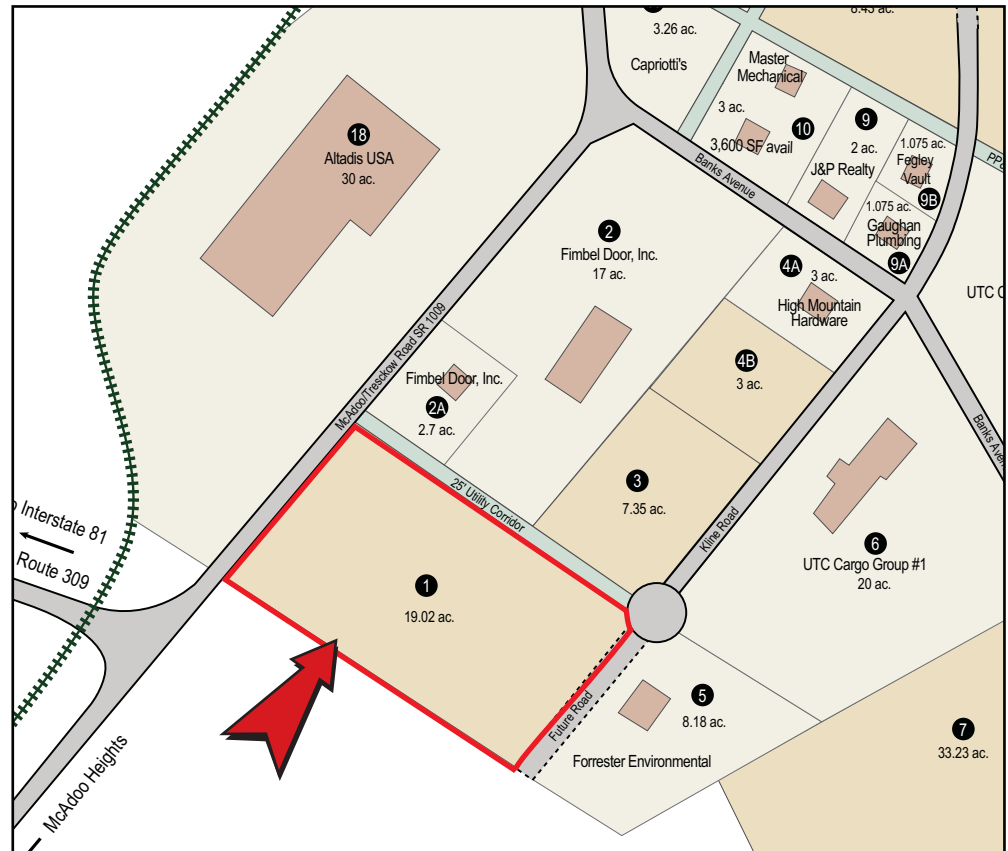 3.26 ac.
Capriotti's
8.43 ac.
Master
Mechanical
3 ac.
10
3,600 SF avail
9
2 ac.
J&P Realty
1.075 ac.
Fegley
Vault
9B
1.075 ac.
Gaughan
Plumbing
9A
18
Altadis USA
30 ac.
Banks Avenue
2
Fimbel Door, Inc.
17 ac.
4A
3 ac.
High Mountain
Hardware
UTC
McAdoo/Tresckow Road SR 1009
Fimbel Door, Inc.
2A
2.7 ac.
4B
3 ac.
Banks
25' Utility Corridor
3
7.35 ac.
Kline Road
6
UTC Cargo Group #1
20 ac.
Interstate 81
Route 309
1
19.02 ac.
Future Road
5
8.18 ac.
Forrester Environmental
7
33.23 ac.
McAdoo Heights